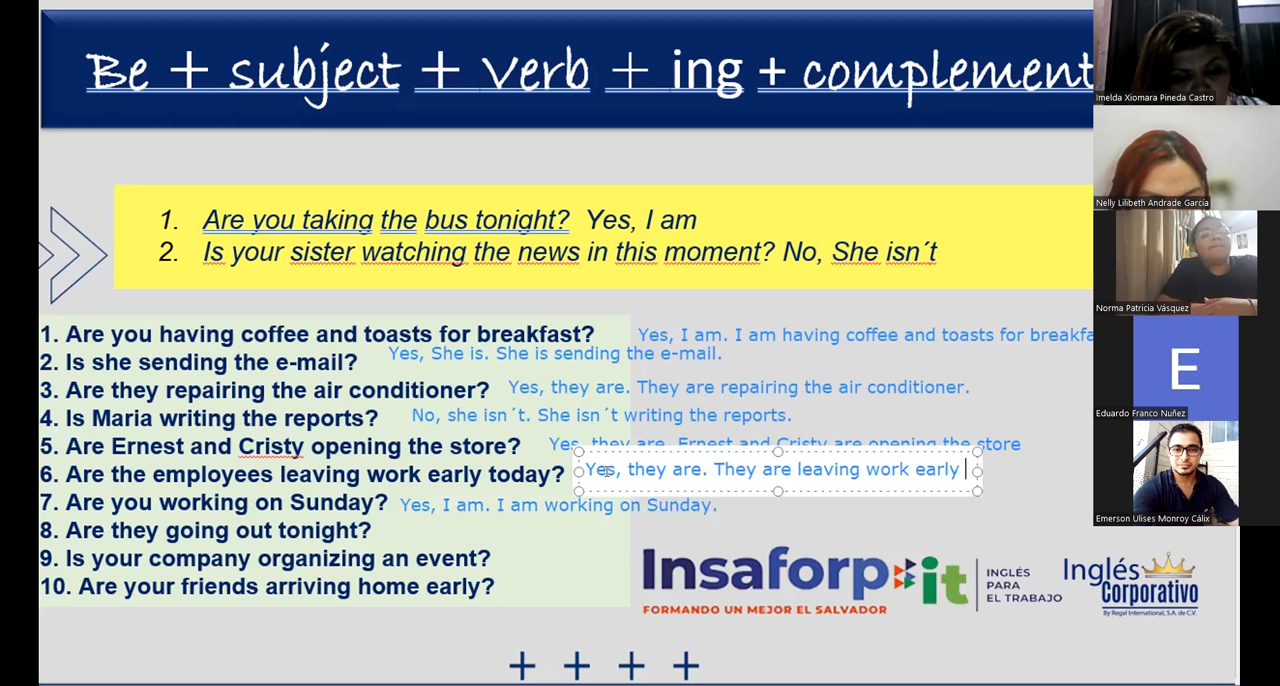 Be + subject + verb + ing + complement
1. Are you taking the bus tonight? Yes, I am
2. Is your sister watching the news in this moment? No, She isn´t
1. Are you having coffee and toasts for breakfast? Yes, I am. I am having coffee and toasts for breakfa
2. Is she sending the e-mail? Yes, She is. She is sending the e-mail.
3. Are they repairing the air conditioner? Yes, they are. They are repairing the air conditioner.
4. Is Maria writing the reports? No, she isn´t. She isn´t writing the reports.
5. Are Ernest and Cristy opening the store? Yes, they are. Ernest and Cristy are opening the store
6. Are the employees leaving work early today? Yes, they are. They are leaving work early
7. Are you working on Sunday? Yes, I am. I am working on Sunday.
8. Are they going out tonight?
9. Is your company organizing an event?
10. Are your friends arriving home early?
Insaforp it
FORMANDO UN MEJOR EL SALVADOR
INGLÉS
PARA
EL TRABAJO
Inglés
Corporativo
By Regal International, S.A. de C.V.
+ + + +
Imelda Xiomara Pineda Castro
Nelly Lilibeth Andrade García
Norma Patricia Vásquez
E
Eduardo Franco Nuñez
Emerson Ulises Monroy Cálix